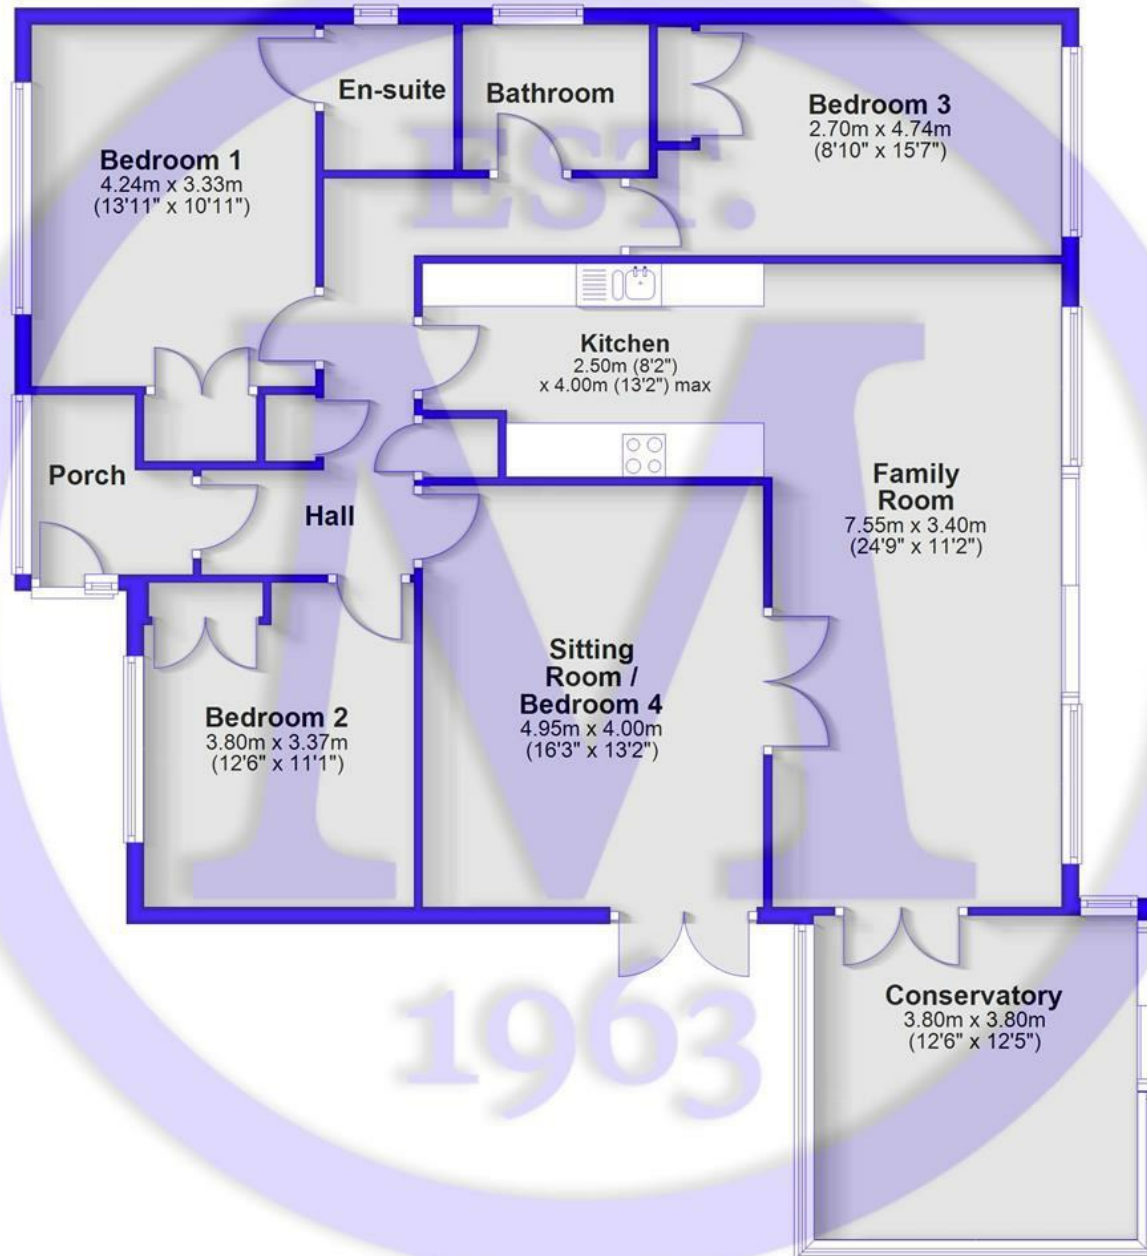 En-suite
Bathroom
Bedroom 3
2.70m x 4.74m
(8'10" x 15'7")
Bedroom 1
4.24m x 3.33m
(13'11" x 10'11")
EST.
Kitchen
2.50m (8'2")
x 4.00m (13'2") max
Porch
Hall
Family
Room
7.55m x 3.40m
(24'9" x 11'2")
M
Sitting
Room /
Bedroom 4
4.95m x 4.00m
(16'3" x 13'2")
Bedroom 2
3.80m x 3.37m
(12'6" x 11'1")
Conservatory
3.80m x 3.80m
(12'6" x 12'5")
1963